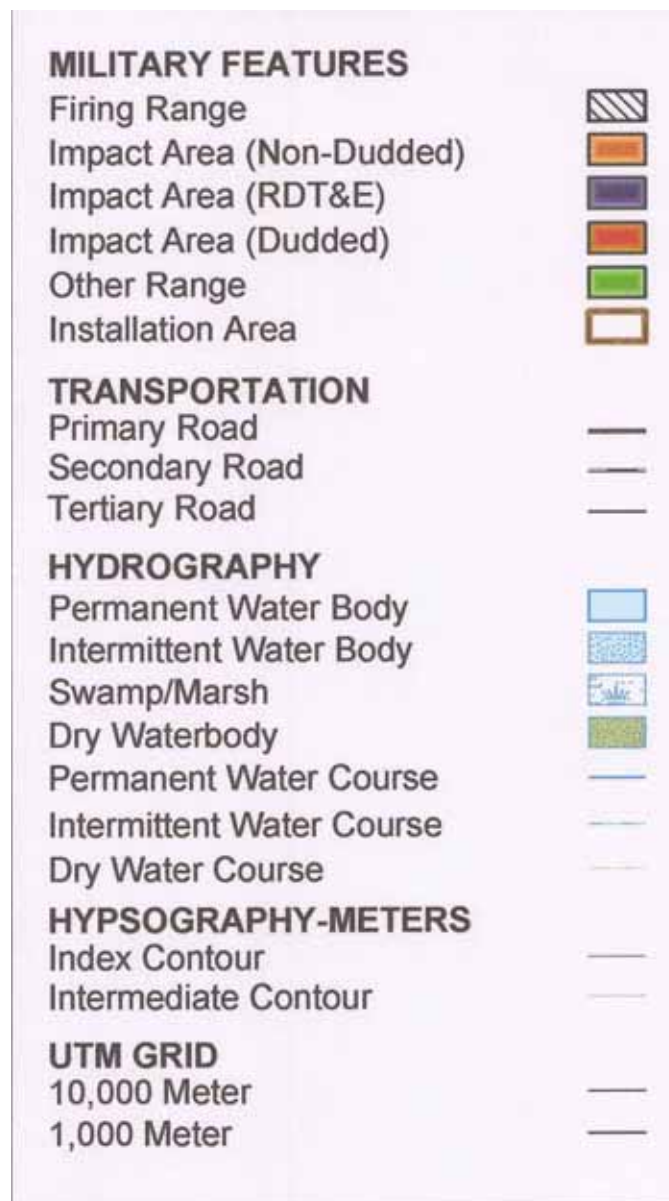 MILITARY FEATURES
Firing Range
Impact Area (Non-Dudded)
Impact Area (RDT&E)
Impact Area (Dudded)
Other Range
Installation Area
TRANSPORTATION
Primary Road
Secondary Road
Tertiary Road
HYDROGRAPHY
Permanent Water Body
Intermittent Water Body
Swamp/Marsh
Dry Waterbody
Permanent Water Course
Intermittent Water Course
Dry Water Course
HYPSOGRAPHY-METERS
Index Contour
Intermediate Contour
UTM GRID
10,000 Meter
1,000 Meter